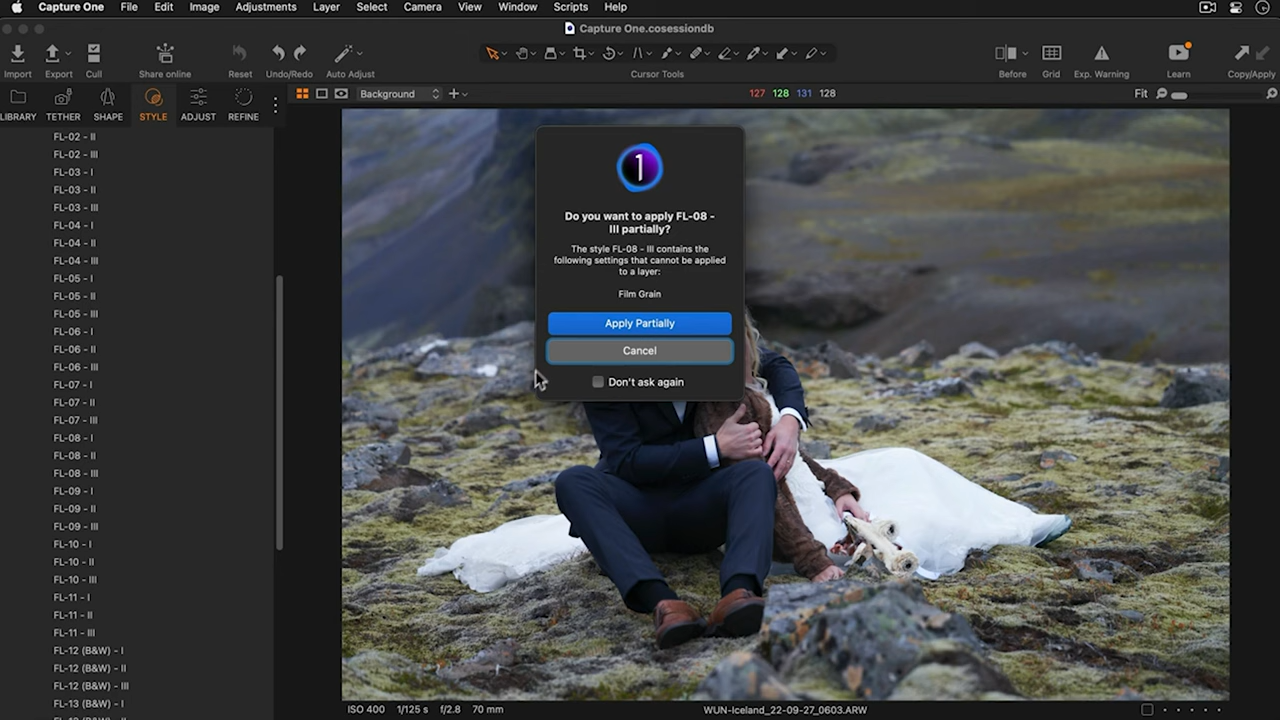 Capture One File Edit Image Adjustments Layer Select Camera View Window Scripts Help
Capture One.cosessiondb
Import Export Cull Share online Reset Undo/Redo Auto Adjust Cursor Tools Before Grid Exp. Warning Learn Copy/Apply
LIBRARY TETHER SHAPE STYLE ADJUST REFINE
Background
127 128 131 128
Fit
FL-02 - II
FL-02 - III
FL-03 - I
FL-03 - II
FL-03 - III
FL-04 - I
FL-04 - II
FL-04 - III
FL-05 - I
FL-05 - II
FL-05 - III
FL-06 - I
FL-06 - II
FL-06 - III
FL-07 - I
FL-07 - II
FL-07 - III
FL-08 - I
FL-08 - II
FL-08 - III
FL-09 - I
FL-09 - II
FL-09 - III
FL-10 - I
FL-10 - II
FL-10 - III
FL-11 - I
FL-11 - II
FL-11 - III
FL-12 (B&W) - I
FL-12 (B&W) - II
FL-12 (B&W) - III
FL-13 (B&W) - I
1
Do you want to apply FL-08 -
III partially?
The style FL-08 - III contains the
following settings that cannot be applied
to a layer:
Film Grain
Apply Partially
Cancel
Don't ask again
ISO 400 1/125 s f/2.8 70 mm
WUN-Iceland_22-09-27_0603.ARW